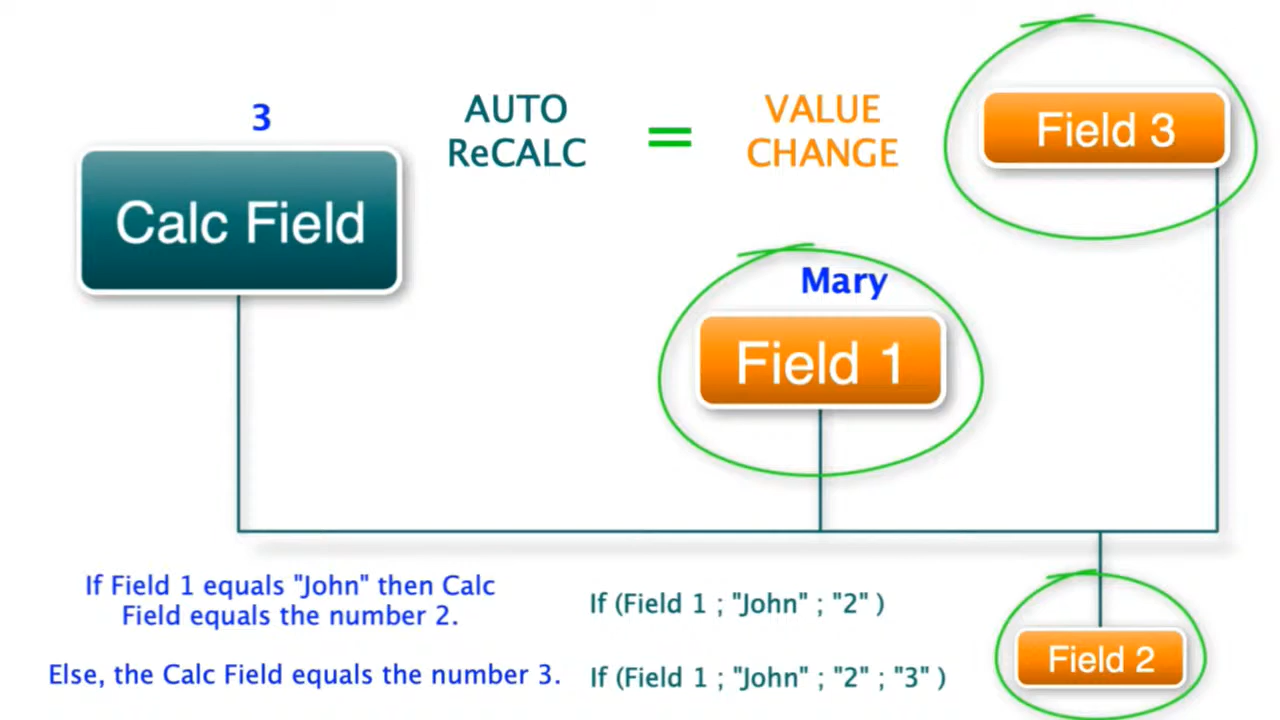 3
AUTO
ReCALC
=
VALUE
CHANGE
Field 3
Calc Field
Mary
Field 1
If Field 1 equals "John" then Calc
Field equals the number 2.
If (Field 1 ; "John" ; "2" )
Field 2
Else, the Calc Field equals the number 3.
If (Field 1 ; "John" ; "2" ; "3" )